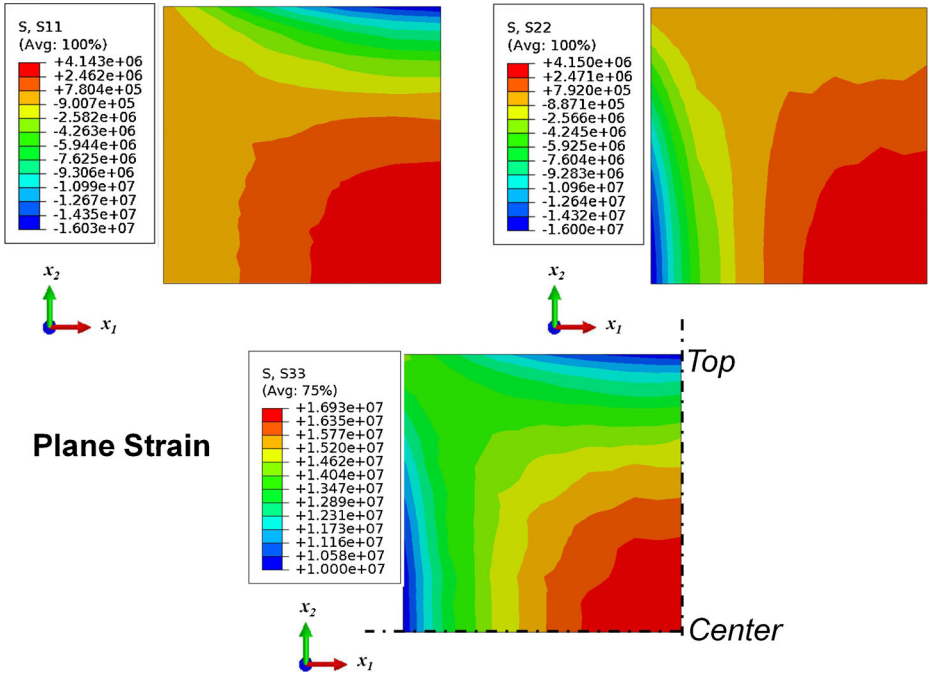 S, S11
(Avg: 100%)
+4.143e+06
+2.462e+06
+7.804e+05
-9.007e+05
-2.582e+06
-4.263e+06
-5.944e+06
-7.625e+06
-9.306e+06
-1.099e+07
-1.267e+07
-1.435e+07
-1.603e+07
x2
x1
S, S22
(Avg: 100%)
+4.150e+06
+2.471e+06
+7.920e+05
-8.871e+05
-2.566e+06
-4.245e+06
-5.925e+06
-7.604e+06
-9.283e+06
-1.096e+07
-1.264e+07
-1.432e+07
-1.600e+07
x2
x1
Plane Strain
S, S33
(Avg: 75%)
+1.693e+07
+1.635e+07
+1.577e+07
+1.520e+07
+1.462e+07
+1.404e+07
+1.347e+07
+1.289e+07
+1.231e+07
+1.173e+07
+1.116e+07
+1.058e+07
+1.000e+07
x2
x1
Top
Center